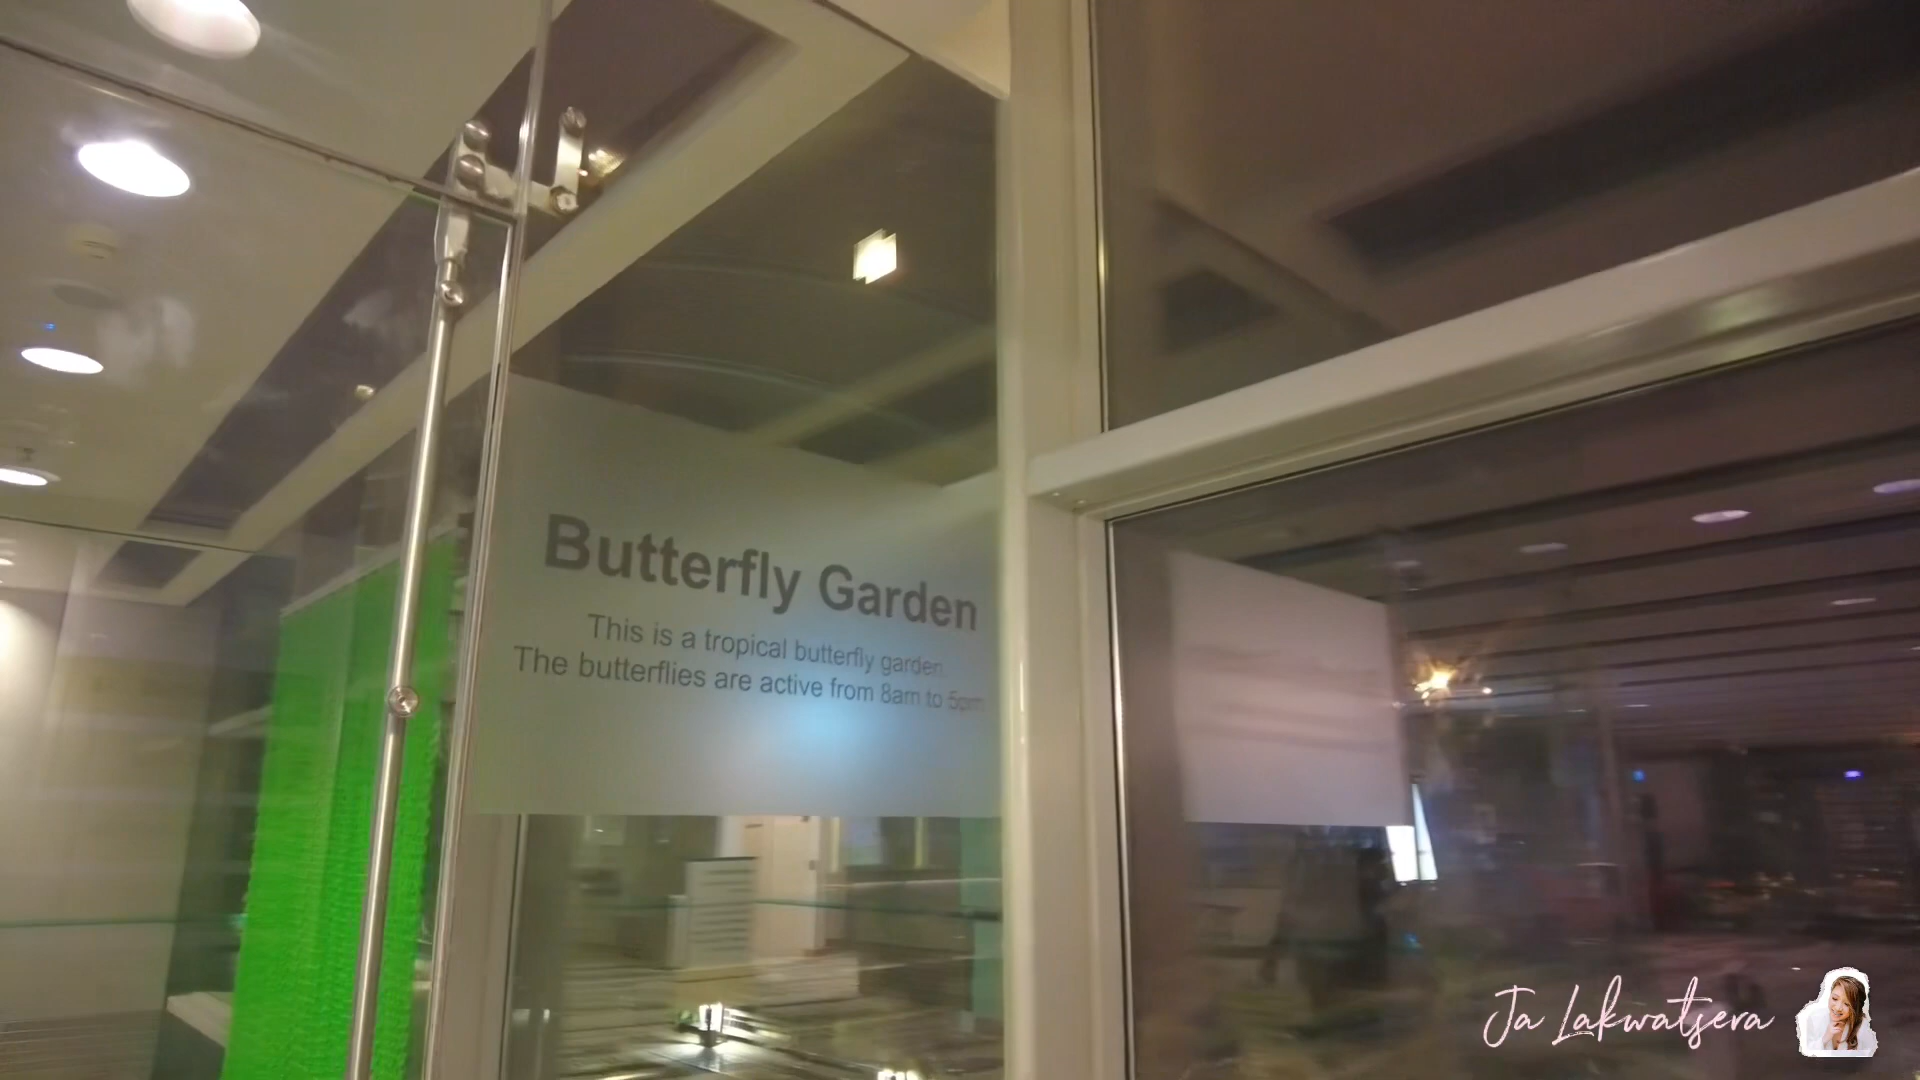 Butterfly Garden
This is a tropical butterfly garden.
The butterflies are active from 8am to 5pm
Ja Lakwatsera